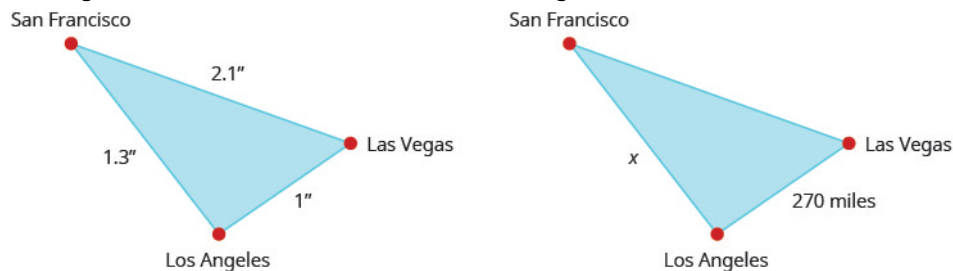 San Francisco
2.1”
Las Vegas
1.3”
1”
Los Angeles
San Francisco
Las Vegas
x
270 miles
Los Angeles